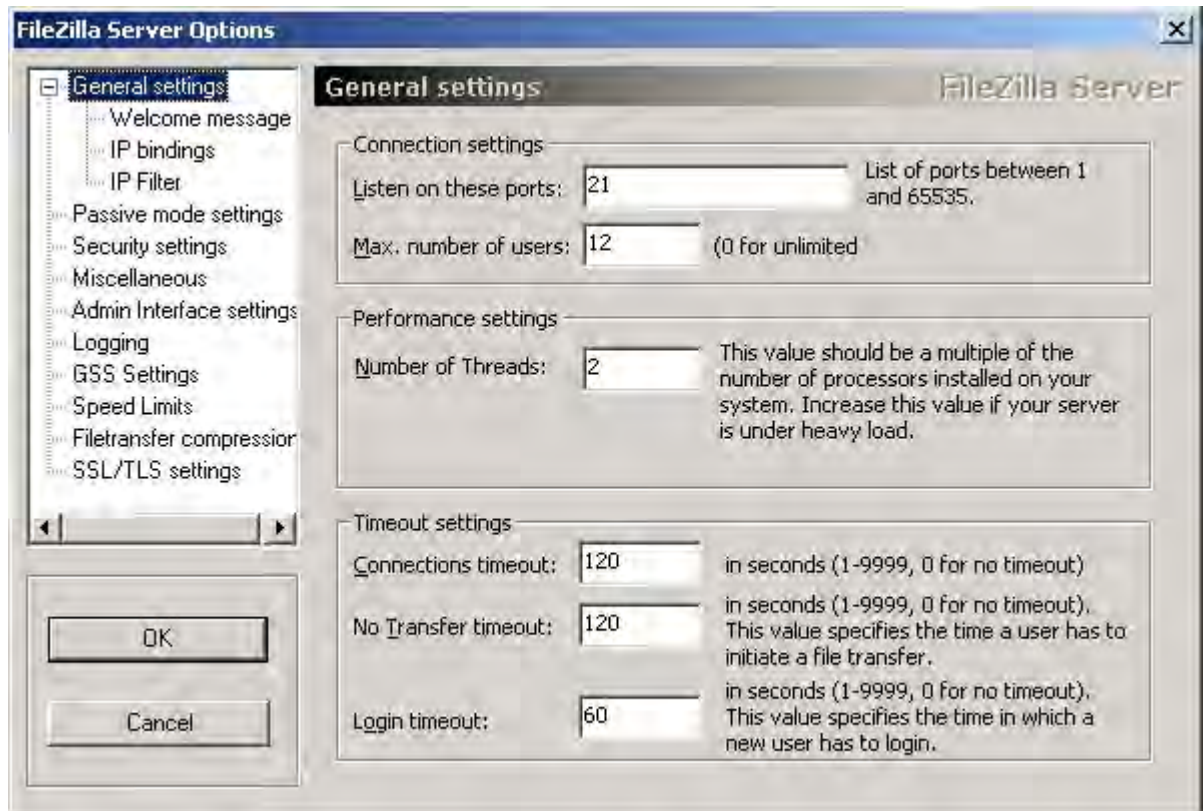 FileZilla Server Options
General settings
Welcome message
IP bindings
IP Filter
Passive mode settings
Security settings
Miscellaneous
Admin Interface settings
Logging
GSS Settings
Speed Limits
Filetransfer compression
SSL/TLS settings
OK
Cancel
General settings
FileZilla Server
Connection settings
Listen on these ports:
21
List of ports between 1
and 65535.
Max. number of users:
12
(0 for unlimited
Performance settings
Number of Threads:
2
This value should be a multiple of the
number of processors installed on your
system. Increase this value if your server
is under heavy load.
Timeout settings
Connections timeout:
120
in seconds (1-9999, 0 for no timeout)
No Transfer timeout:
120
in seconds (1-9999, 0 for no timeout).
This value specifies the time a user has to
initiate a file transfer.
Login timeout:
60
in seconds (1-9999, 0 for no timeout).
This value specifies the time in which a
new user has to login.